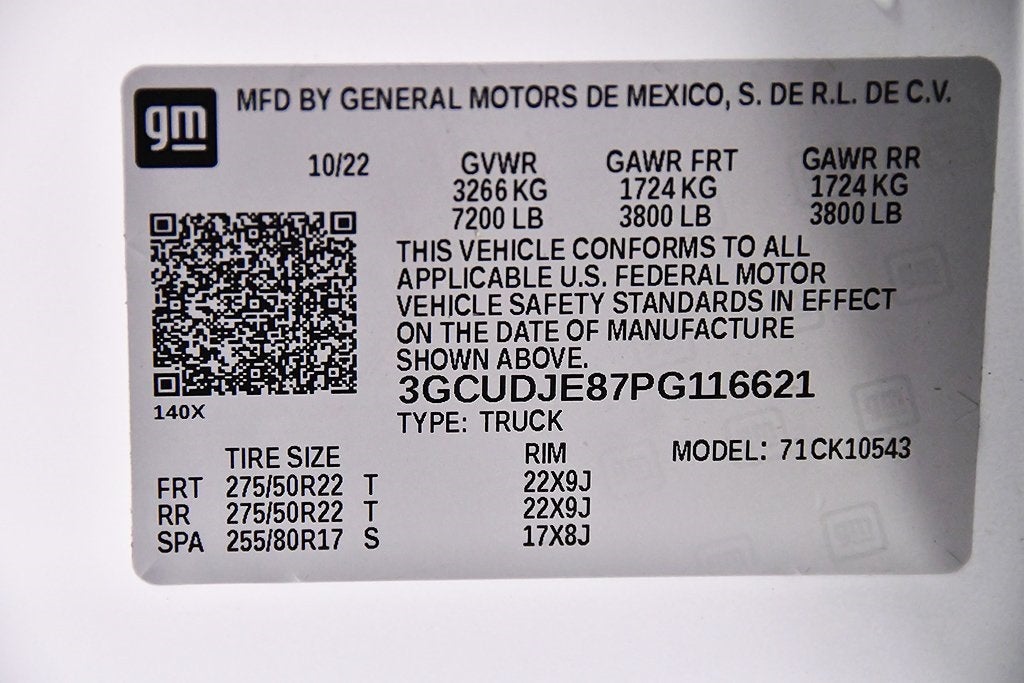 gm
MFD BY GENERAL MOTORS DE MEXICO, S. DE R.L. DE C.V.
10/22 GVWR GAWR FRT GAWR RR
3266 KG 1724 KG 1724 KG
7200 LB 3800 LB 3800 LB
THIS VEHICLE CONFORMS TO ALL
APPLICABLE U.S. FEDERAL MOTOR
VEHICLE SAFETY STANDARDS IN EFFECT
ON THE DATE OF MANUFACTURE
SHOWN ABOVE.
3GCUDJE87PG116621
140X
TYPE: TRUCK
TIRE SIZE RIM MODEL: 71CK10543
FRT 275/50R22 T 22X9J
RR 275/50R22 T 22X9J
SPA 255/80R17 S 17X8J